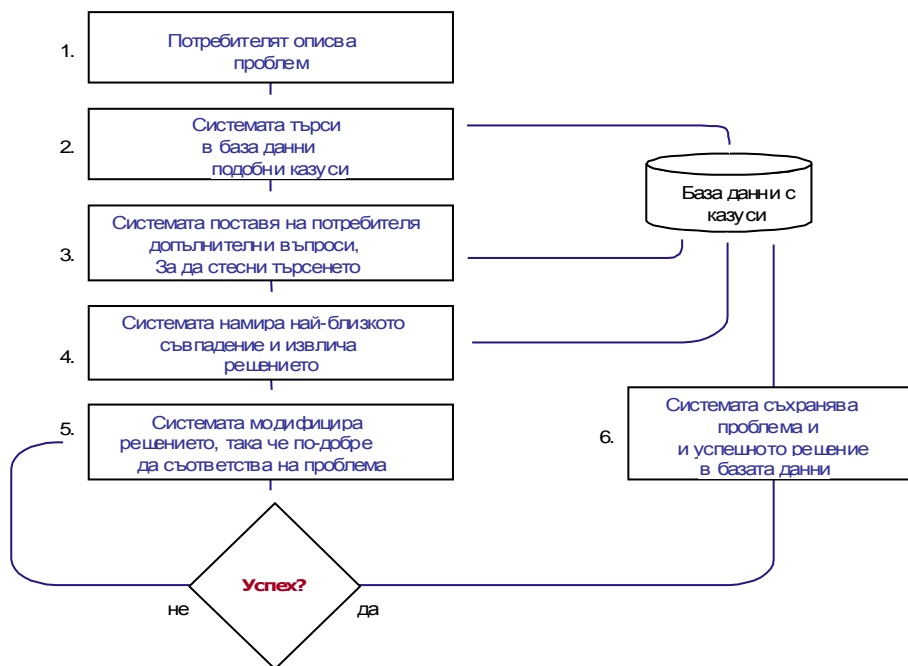 1.
Потребителят описва
проблем
2.
Системата търси
в база данни
подобни казуси
База данни с
казуси
3.
Системата поставя на потребителя
допълнителни въпроси,
За да стесни търсенето
4.
Системата намира най-близкото
съвпадение и извлича
решението
5.
Системата модифицира
решението, така че по-добре
да съответства на проблема
6.
Системата съхранява
проблема и
и успешното решение
в базата данни
Успех?
не
да